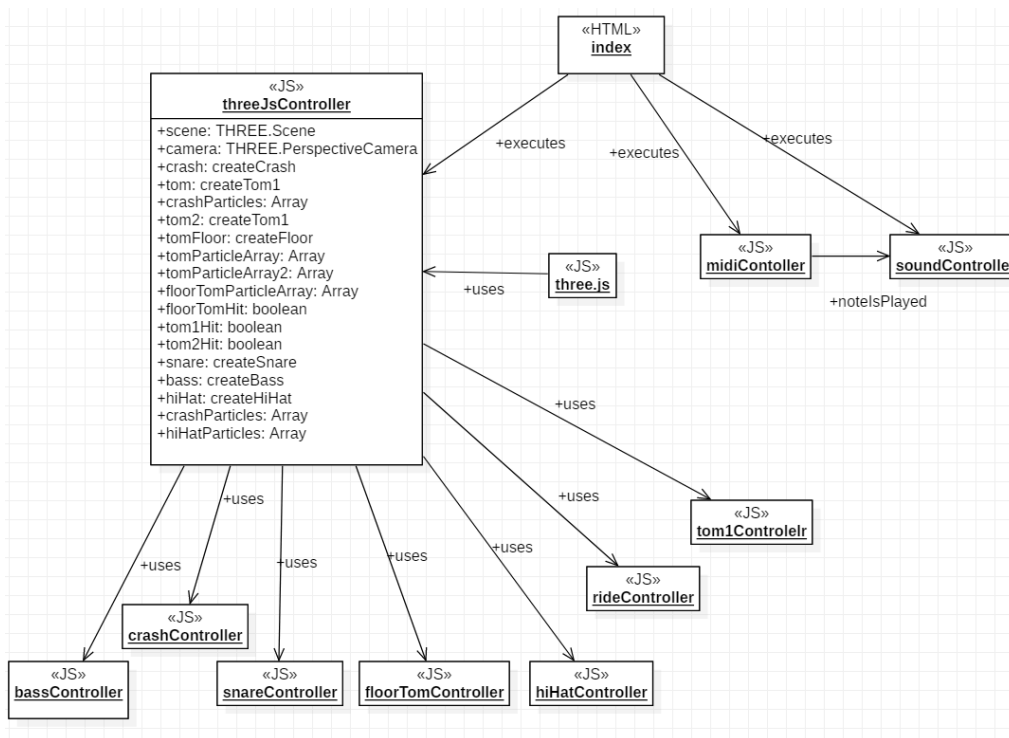 «HTML»
index
«JS»
threeJsController
+scene: THREE.Scene
+camera: THREE.PerspectiveCamera
+crash: createCrash
+tom: createTom1
+crashParticles: Array
+tom2: createTom1
+tomFloor: createFloor
+tomParticleArray: Array
+tomParticleArray2: Array
+floorTomParticleArray: Array
+floorTomHit: boolean
+tom1Hit: boolean
+tom2Hit: boolean
+snare: createSnare
+bass: createBass
+hiHat: createHiHat
+crashParticles: Array
+hiHatParticles: Array
+executes
+executes
+executes
«JS»
midiContoller
«JS»
soundControlle
+noteIsPlayed
«JS»
three.js
+uses
+uses
+uses
+uses
+uses
+uses
+uses
+uses
«JS»
tom1Controlelr
«JS»
rideController
«JS»
crashController
«JS»
bassController
«JS»
snareController
«JS»
floorTomController
«JS»
hiHatController